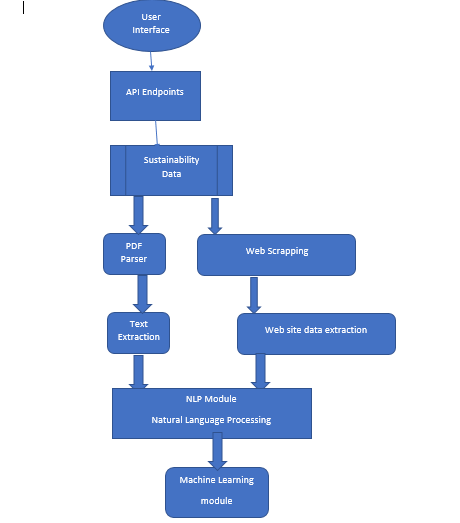 User
Interface
API Endpoints
Sustainability
Data
PDF
Parser
Web Scrapping
Text
Extraction
Web site data extraction
NLP Module
Natural Language Processing
Machine Learning
module